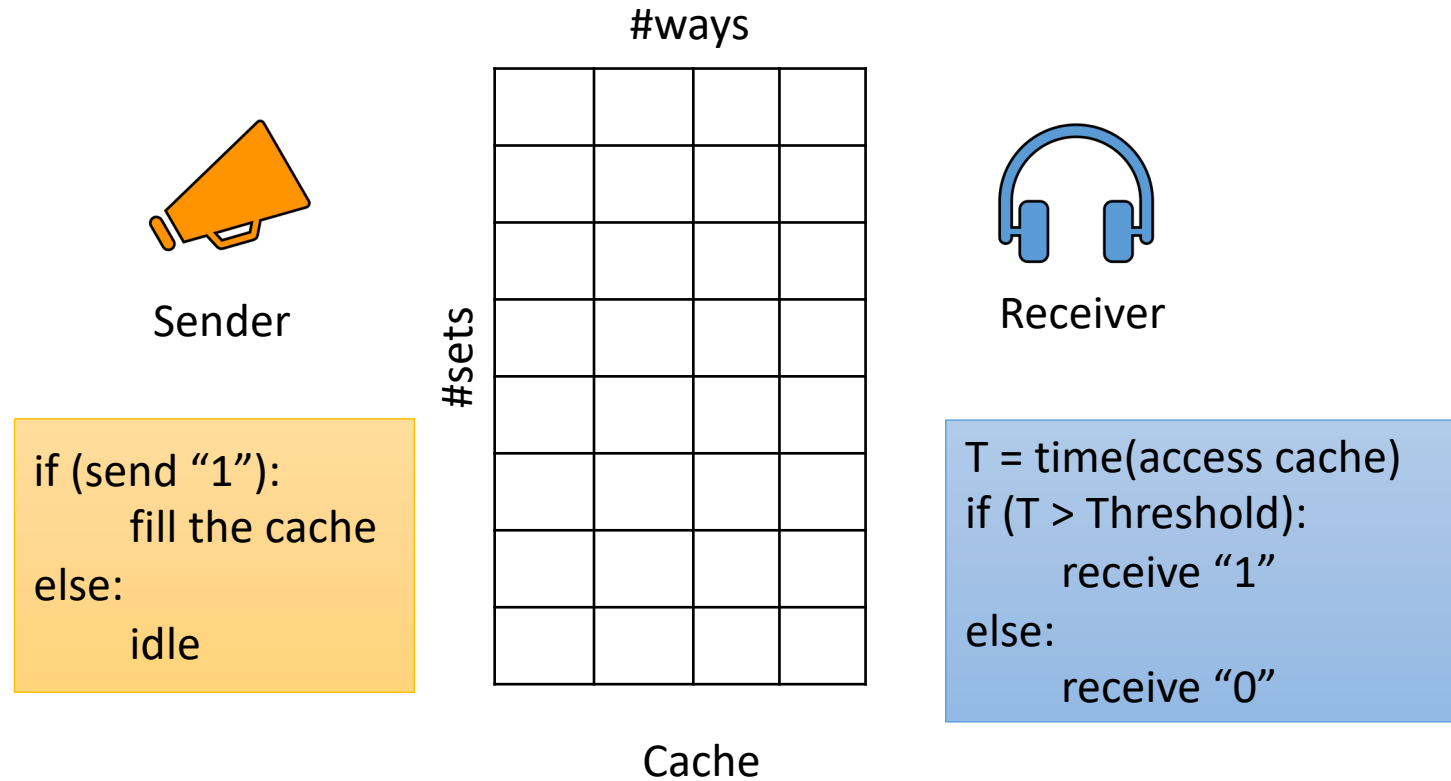 #ways
Sender
#sets
Receiver
if (send “1”):
fill the cache
else:
idle
T = time(access cache)
if (T > Threshold):
receive “1”
else:
receive “0”
Cache